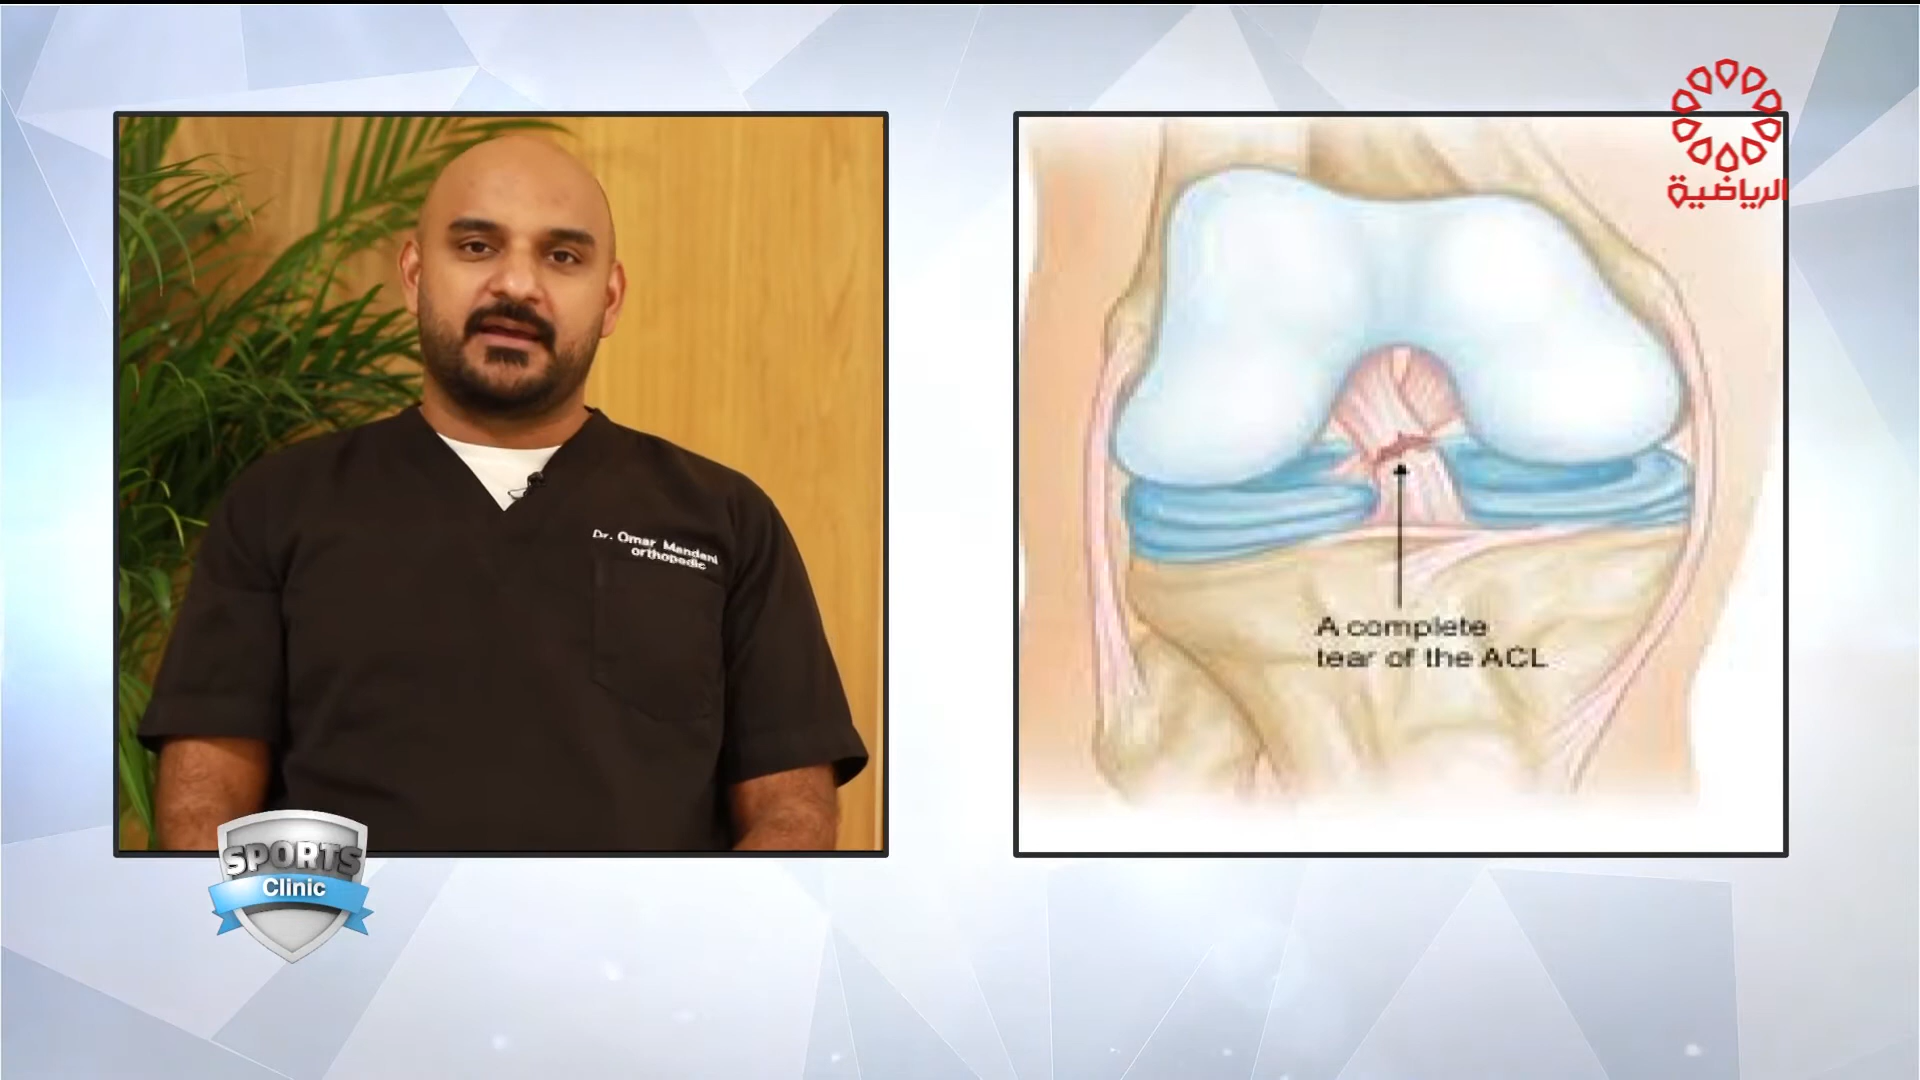 الرياضية
Dr. Omar Mandani
orthopedic
A complete
tear of the ACL
SPORTS
Clinic